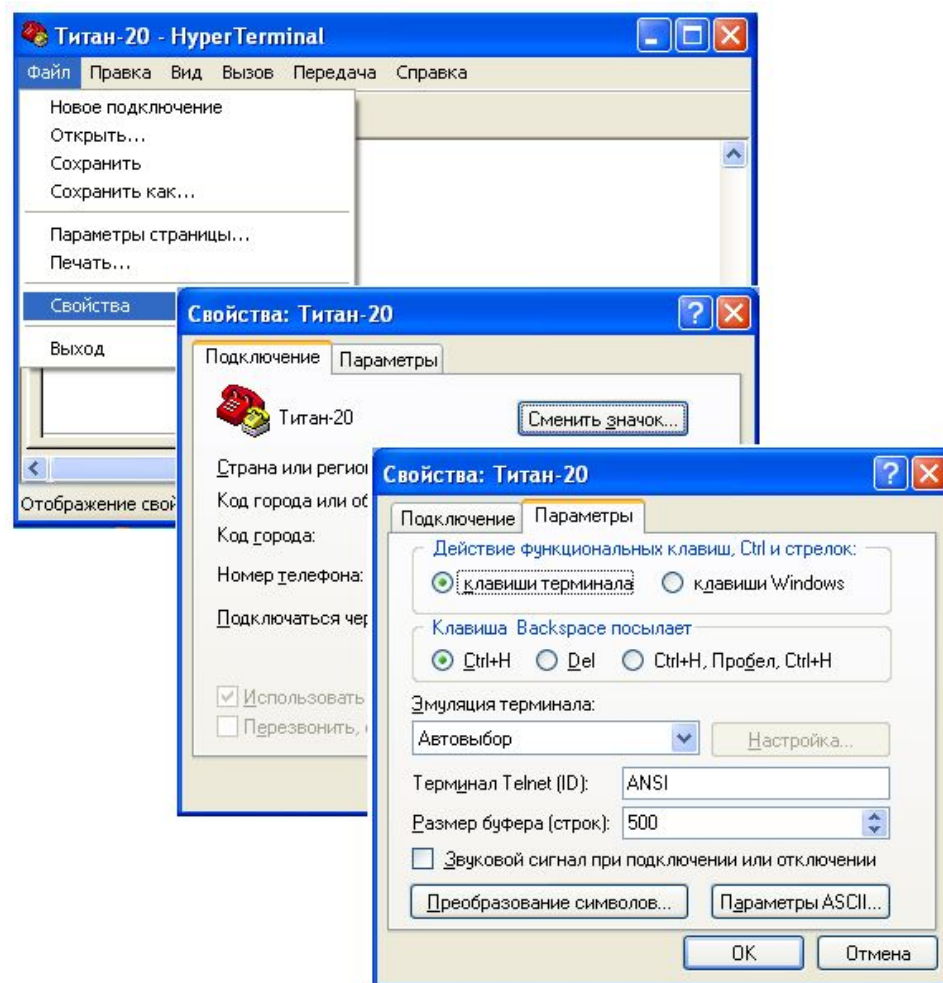 Титан-20 - HyperTerminal
Файл Правка Вид Вызов Передача Справка
Новое подключение
Открыть...
Сохранить
Сохранить как...
Параметры страницы...
Печать...
Свойства
Выход
Отображение свой
Свойства: Титан-20
Подключение Параметры
Титан-20
Сменить значок...
Страна или регион
Код города или об
Код города:
Номер телефона:
Подключаться чер
Использовать
Перезвонить,
Свойства: Титан-20
Подключение Параметры
Действие функциональных клавиш, Ctrl и стрелок:
клавиши терминала клавиши Windows
Клавиша Backspace посылает
Ctrl+H Del Ctrl+H, Пробел, Ctrl+H
Эмуляция терминала:
Автовыбор Настройка...
Терминал Telnet (ID): ANSI
Размер буфера (строк): 500
Звуковой сигнал при подключении или отключении
Преобразование символов... Параметры ASCII...
OK Отмена